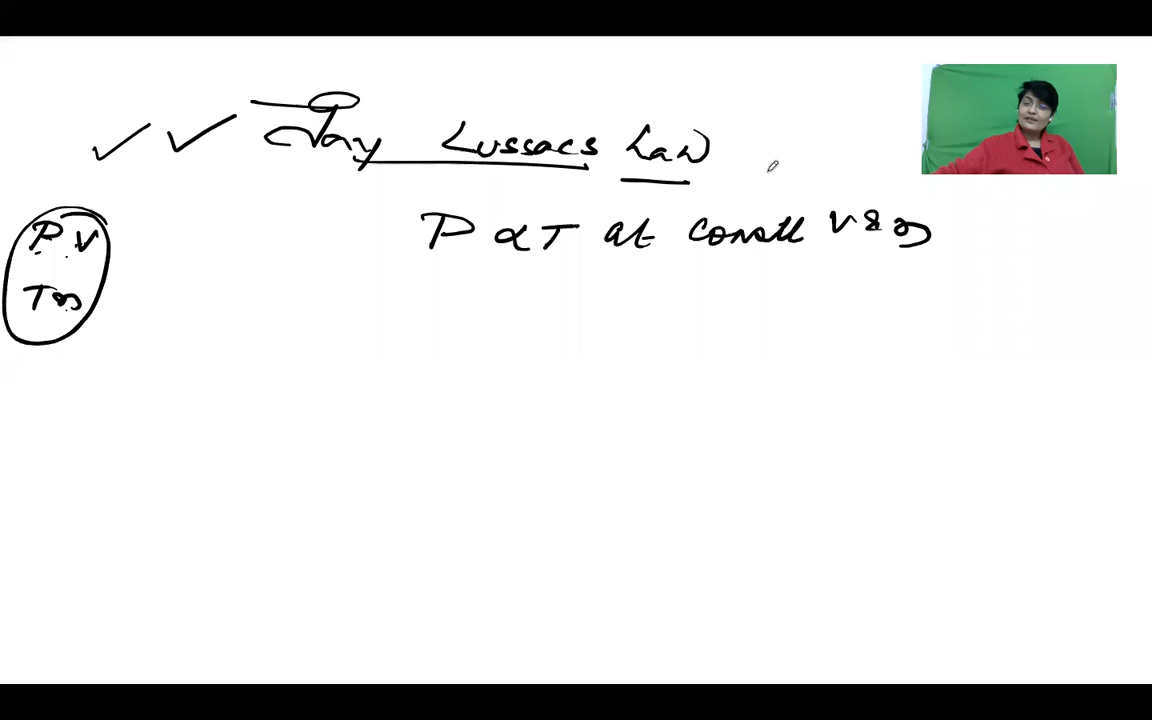 Gay Lussacs Law
P V
P α T at constt V & n
T n